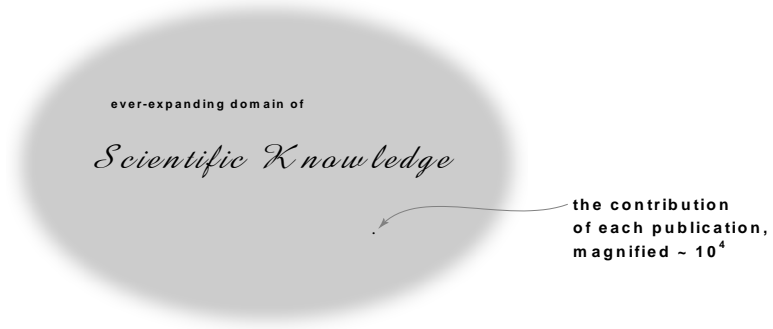 ever-expanding domain of
Scientific Knowledge
the contribution
of each publication,
magnified ~ 10⁴